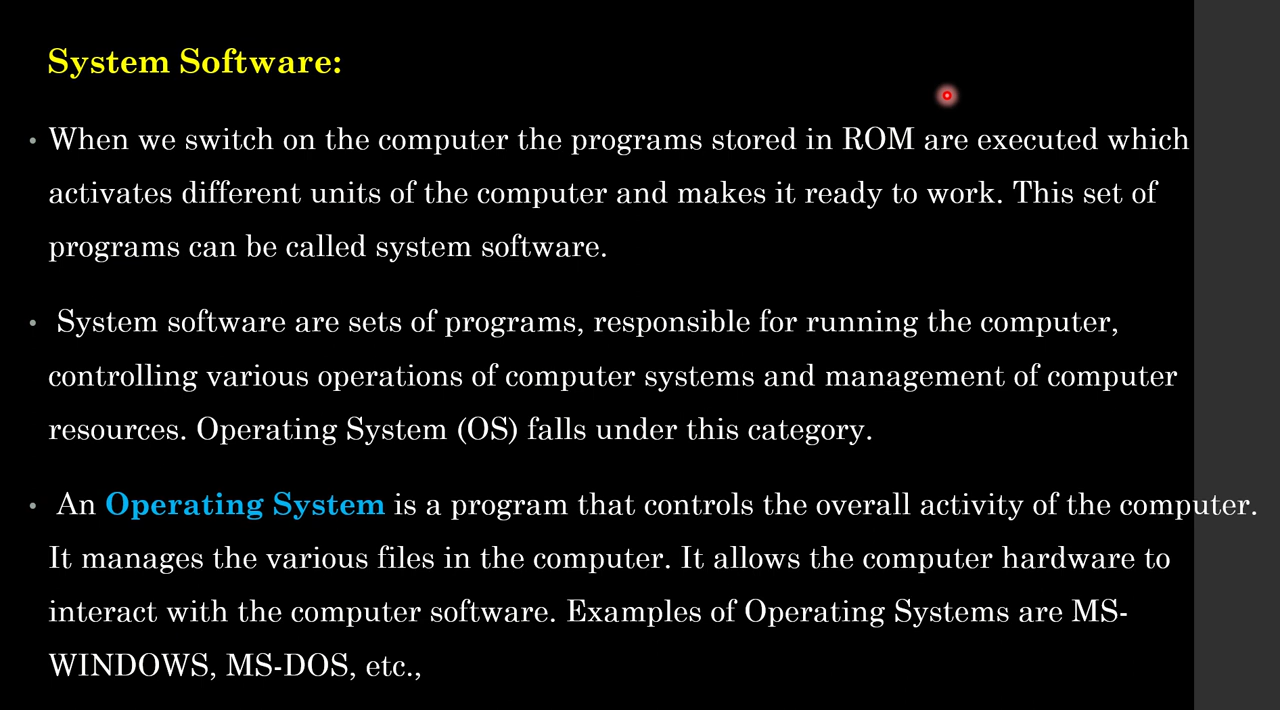 System Software:
• When we switch on the computer the programs stored in ROM are executed which
activates different units of the computer and makes it ready to work. This set of
programs can be called system software.
• System software are sets of programs, responsible for running the computer,
controlling various operations of computer systems and management of computer
resources. Operating System (OS) falls under this category.
• An Operating System is a program that controls the overall activity of the computer.
It manages the various files in the computer. It allows the computer hardware to
interact with the computer software. Examples of Operating Systems are MS-
WINDOWS, MS-DOS, etc.,